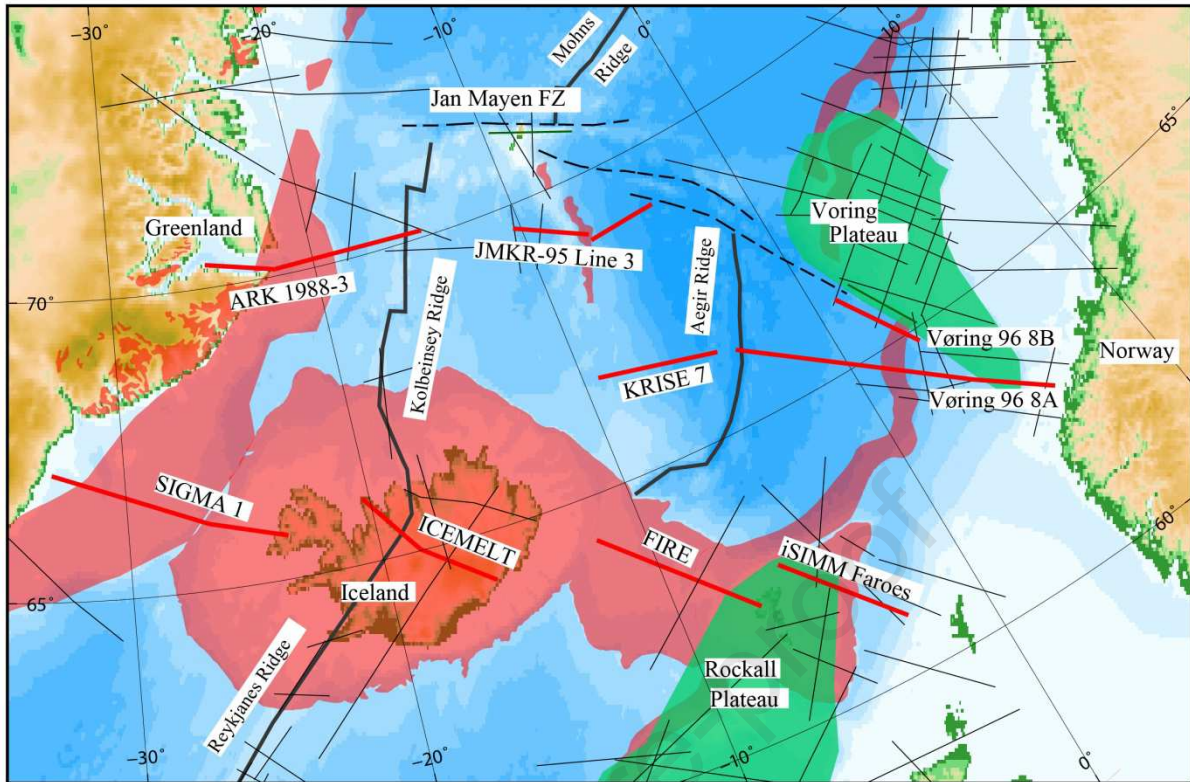 -30°
-10°
0°
10°
Mohns
Ridge
Jan Mayen FZ
65°
Greenland
Voring
Plateau
JMKR-95 Line 3
ARK 1988-3
70°
Kolbeinsey Ridge
Aegir Ridge
Vøring 96 8B
Norway
KRISE 7
Vøring 96 8A
SIGMA 1
ICEMELT
FIRE
iSIMM Faroes
60°
Iceland
65°
Rockall
Plateau
Reykjanes Ridge
-30°
-20°
-10°
0°